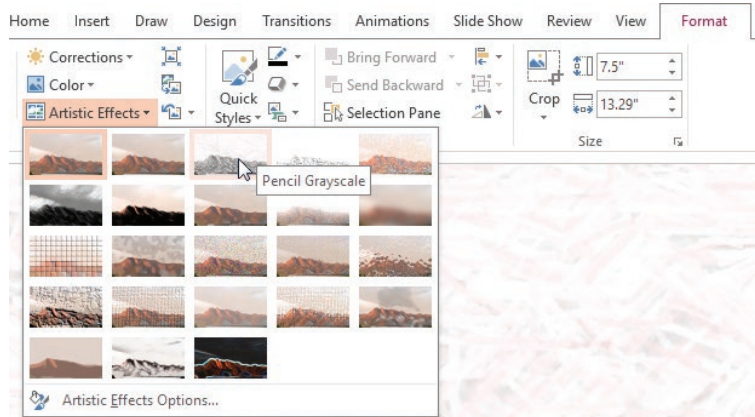 Home Insert Draw Design Transitions Animations Slide Show Review View Format
Corrections
Color
Artistic Effects
Quick
Styles
Bring Forward
Send Backward
Selection Pane
Crop
7.5"
13.29"
Size
Pencil Grayscale
Artistic Effects Options...